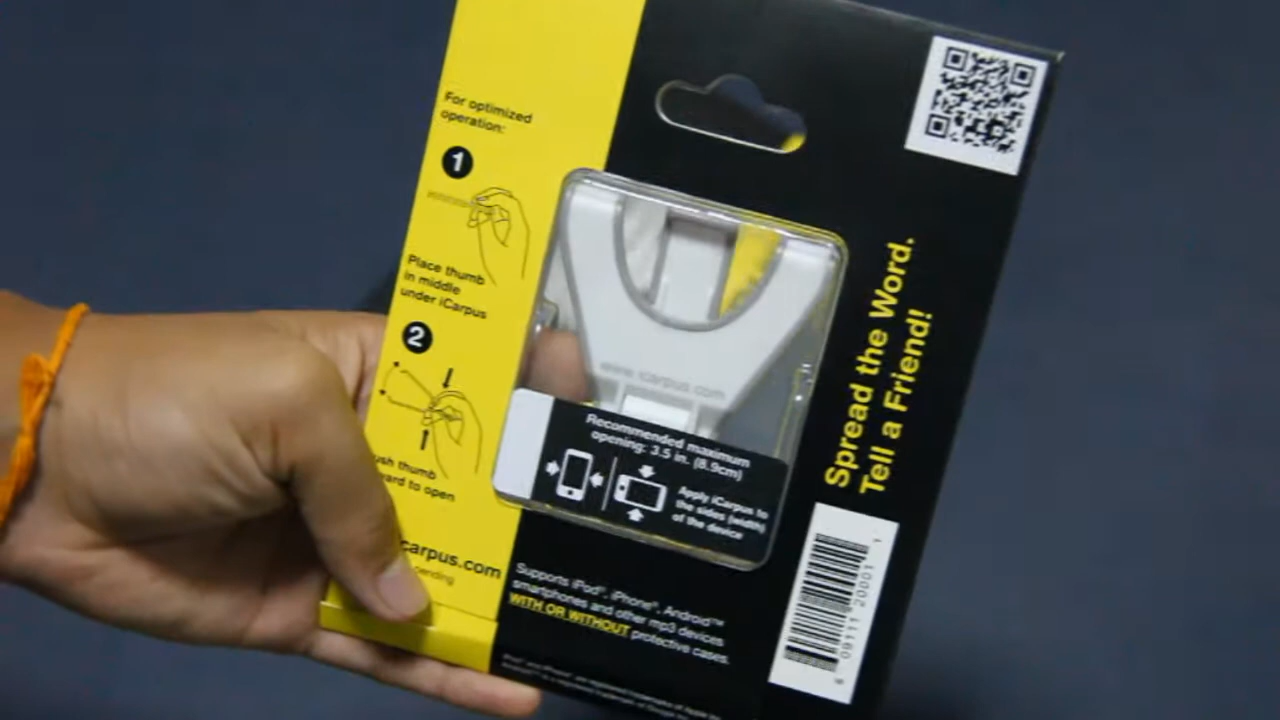 For optimized
operation:
1
Place thumb
in middle
under iCarpus
2
ush thumb
ard to open
carpus.com
ending
www.icarpus.com
Recommended maximum
opening: 3.5 in. (8.9cm)
Apply iCarpus to
the sides (width)
of the device
Supports iPod®, iPhone®, Android™
smartphones and other mp3 devices
WITH OR WITHOUT protective cases.
Spread the Word.
Tell a Friend!